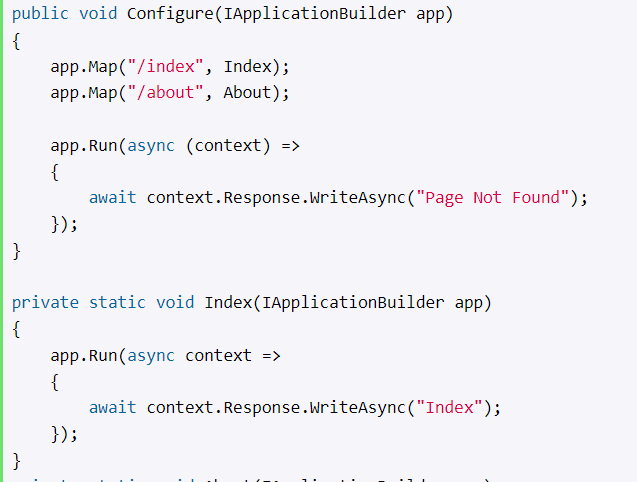 public void Configure(IApplicationBuilder app)
{
    app.Map("/index", Index);
    app.Map("/about", About);

    app.Run(async (context) =>
    {
        await context.Response.WriteAsync("Page Not Found");
    });
}

private static void Index(IApplicationBuilder app)
{
    app.Run(async context =>
    {
        await context.Response.WriteAsync("Index");
    });
}